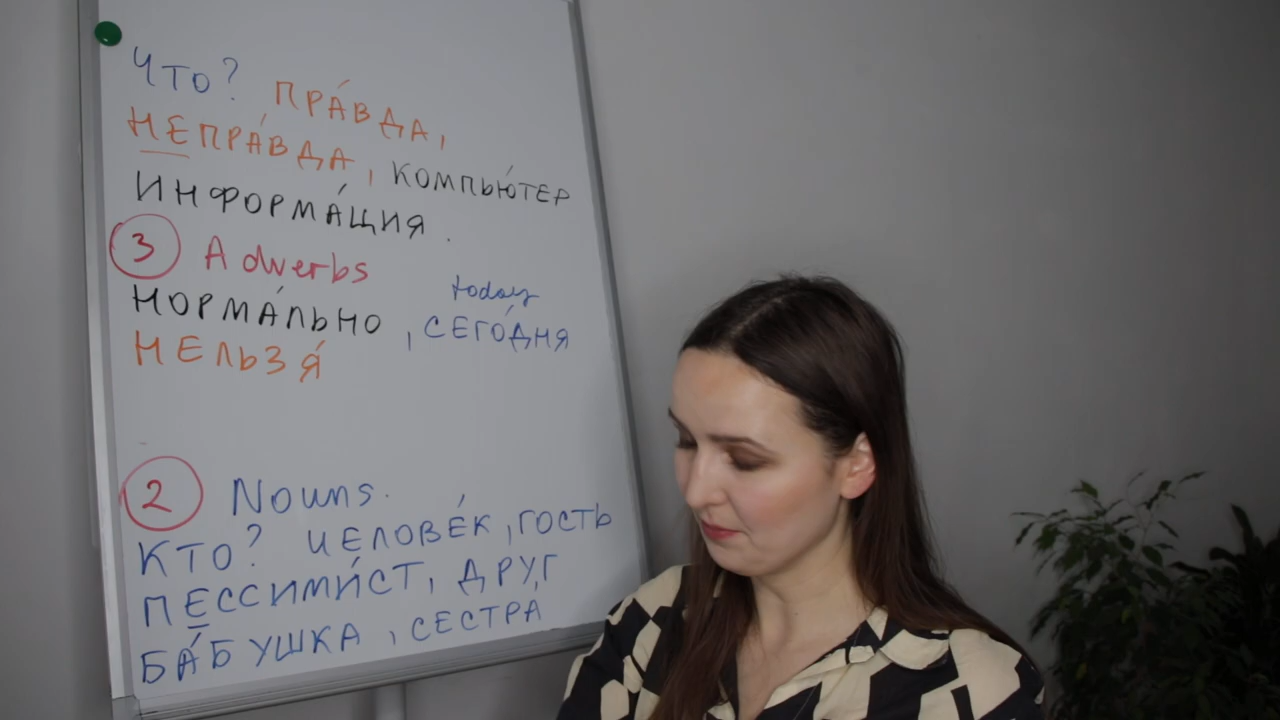 Что? ПРА́ВДА,
НЕПРА́ВДА, КОМПЬЮ́ТЕР
ИНФОРМА́ЦИЯ.
3 Adverbs
today
НОРМА́ЛЬНО, СЕГО́ДНЯ
НЕЛЬЗЯ́
2 Nouns.
КТО? ЧЕЛОВЕ́К, ГОСТЬ
ПЕССИМИ́СТ, ДРУГ
БА́БУШКА, СЕСТРА́